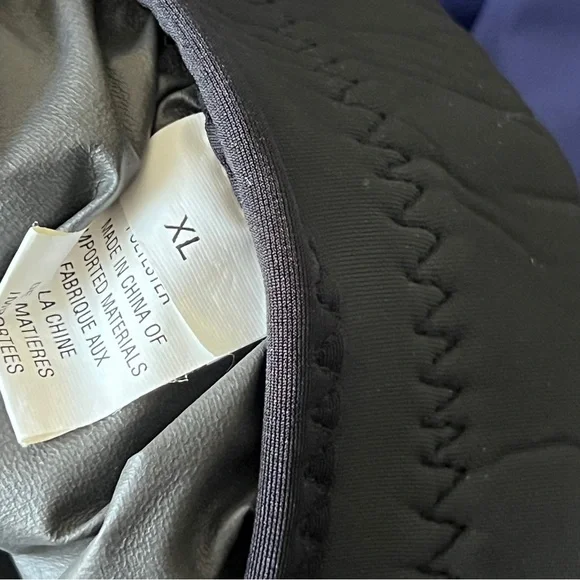 XL
POLYESTER
MADE IN CHINA OF
IMPORTED MATERIALS
FABRIQUE AUX
LA CHINE
MATIERES